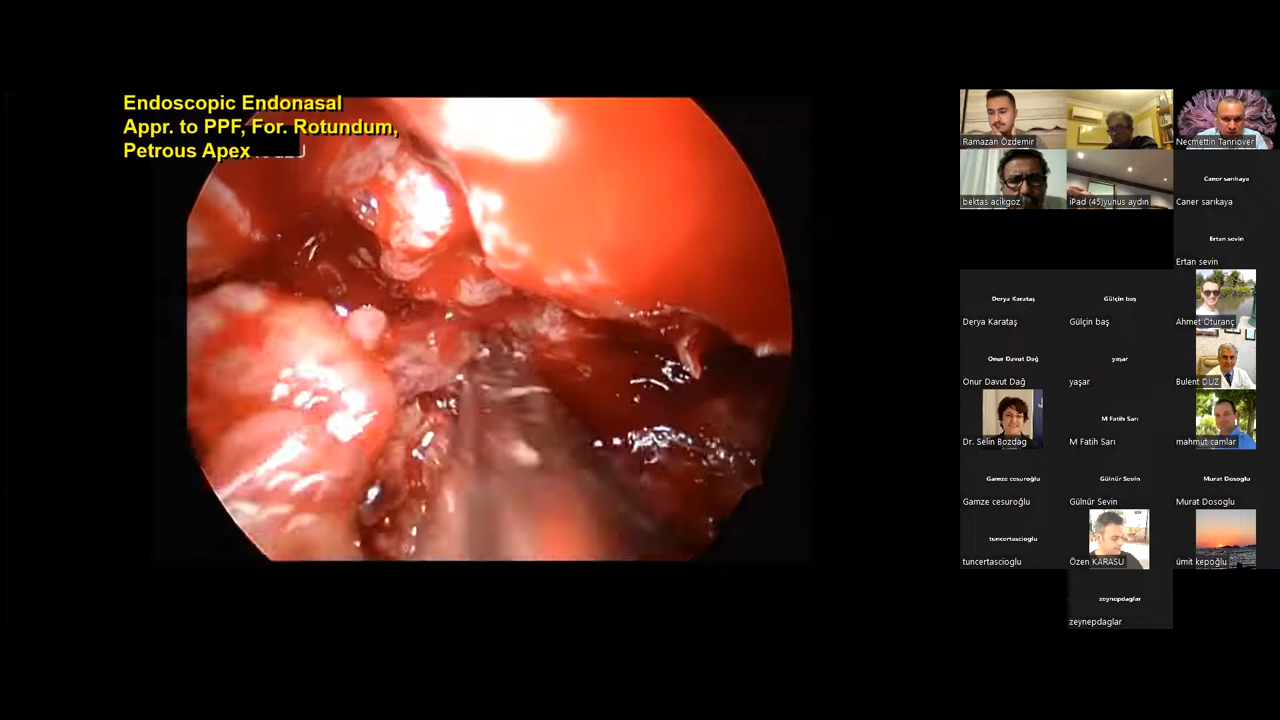 Endoscopic Endonasal
Appr. to PPF, For. Rotundum,
Petrous Apex
Ramazan Özdemir
Necmettin Tanrıover
bektas acikgoz
iPad (45)yunus aydın
Caner sarıkaya
Caner sarıkaya
Ertan sevin
Ertan sevin
Derya Karataş
Derya Karataş
Gülçin baş
Gülçin baş
Ahmet Oturanç
Onur Davut Dağ
Onur Davut Dağ
yaşar
yaşar
Bulent DUZ
Dr. Selin Bozdag
M Fatih Sarı
M Fatih Sarı
mahmut camlar
Gamze cesuroğlu
Gamze cesuroğlu
Gülnür Sevin
Gülnür Sevin
Murat Dosoglu
Murat Dosoglu
tuncertascioglu
tuncertascioglu
Özen KARASU
ümit kepoğlu
zeynepdaglar
zeynepdaglar